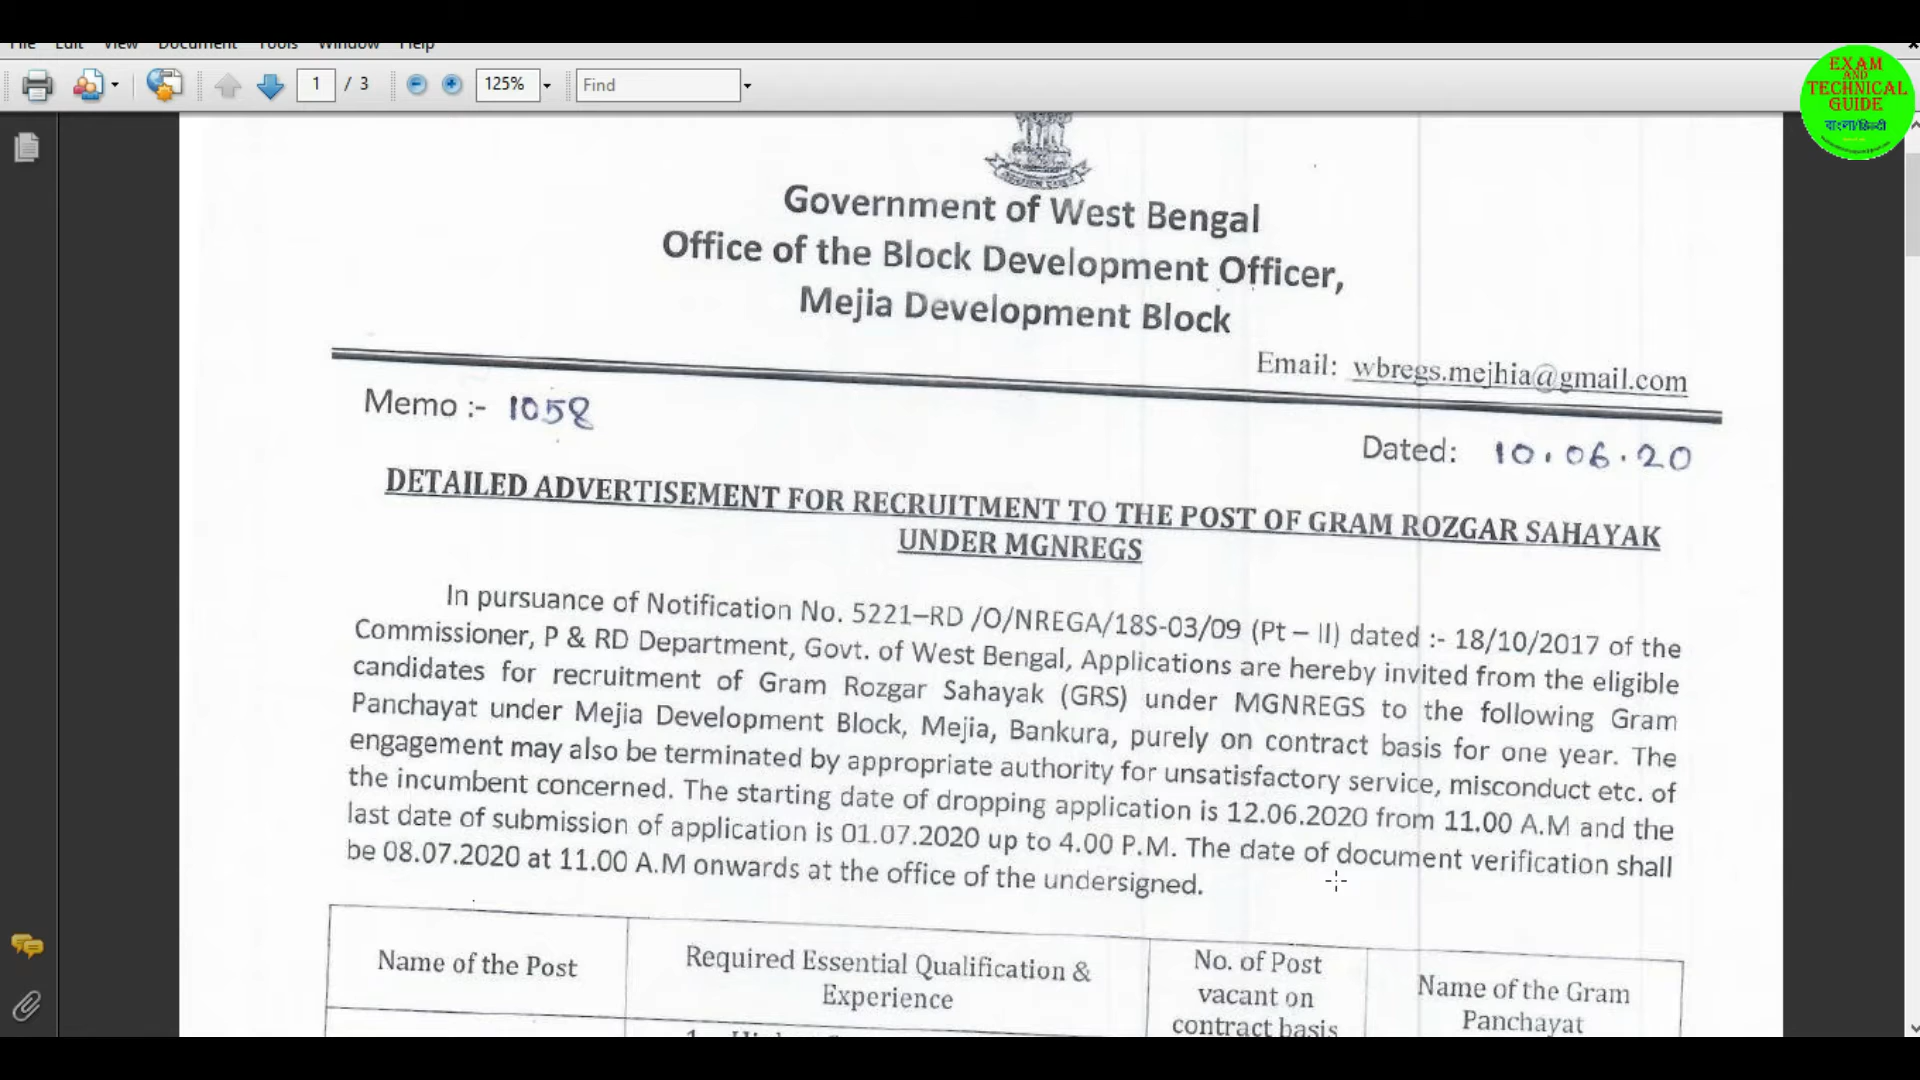 File Edit View Document Tools Window Help
1 / 3 125% Find
EXAM
AND
TECHNICAL
GUIDE
বাংলা/हिन्दी
Government of West Bengal
Office of the Block Development Officer,
Mejia Development Block
Email: wbregs.mejhia@gmail.com
Memo :- 1058
Dated: 10.06.20
DETAILED ADVERTISEMENT FOR RECRUITMENT TO THE POST OF GRAM ROZGAR SAHAYAK
UNDER MGNREGS
In pursuance of Notification No. 5221–RD /O/NREGA/18S-03/09 (Pt – II) dated :- 18/10/2017 of the
Commissioner, P & RD Department, Govt. of West Bengal, Applications are hereby invited from the eligible
candidates for recruitment of Gram Rozgar Sahayak (GRS) under MGNREGS to the following Gram
Panchayat under Mejia Development Block, Mejia, Bankura, purely on contract basis for one year. The
engagement may also be terminated by appropriate authority for unsatisfactory service, misconduct etc. of
the incumbent concerned. The starting date of dropping application is 12.06.2020 from 11.00 A.M and the
last date of submission of application is 01.07.2020 up to 4.00 P.M. The date of document verification shall
be 08.07.2020 at 11.00 A.M onwards at the office of the undersigned.
Name of the Post
Required Essential Qualification &
Experience
No. of Post
vacant on
contract basis
Name of the Gram
Panchayat